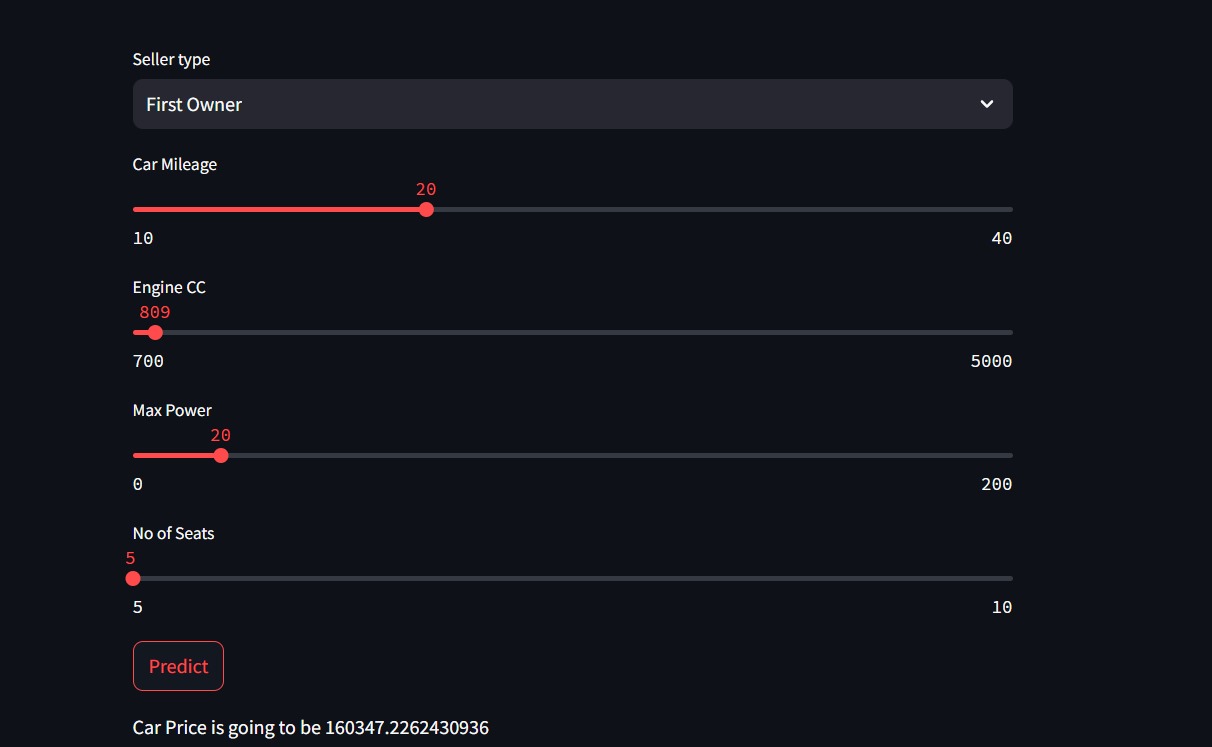 Seller type
First Owner
Car Mileage
20
10 40
Engine CC
809
700 5000
Max Power
20
0 200
No of Seats
5
5 10
Predict
Car Price is going to be 160347.2262430936